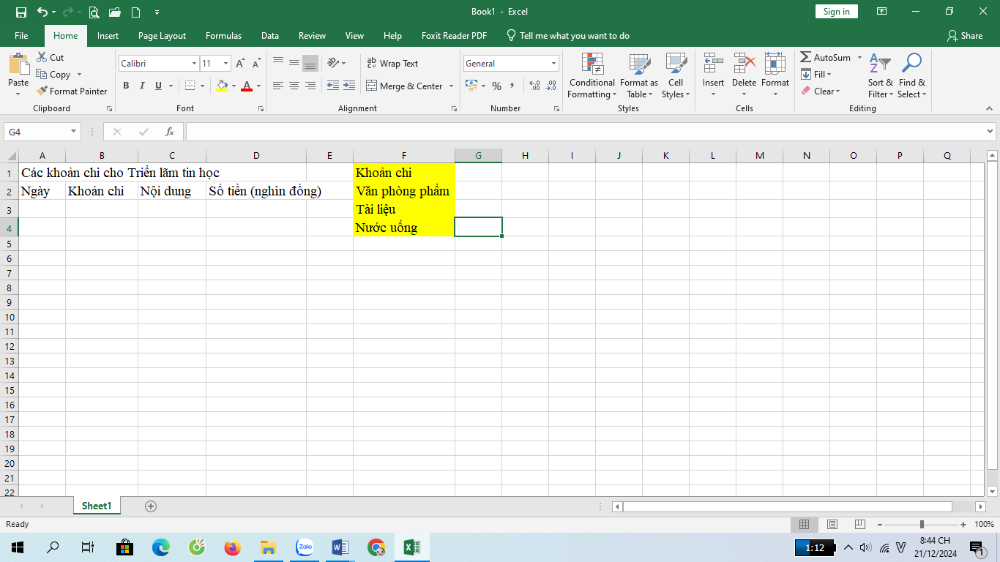 Book1 - Excel
Sign in
File Home Insert Page Layout Formulas Data Review View Help Foxit Reader PDF Tell me what you want to do Share
Paste Cut Copy Format Painter Clipboard
Calibri 11 A A B I U A Font
ab Wrap Text Merge & Center Alignment
General % , .0 .00 .00 .0 Number
Conditional Formatting Format as Table Cell Styles Styles
Insert Delete Format Cells
AutoSum Fill Clear Sort & Filter Find & Select Editing
G4 fx
A B C D E F G H I J K L M N O P Q
1 Các khoản chi cho Triển lãm tin học Khoản chi
2 Ngày Khoản chi Nội dung Số tiền (nghìn đồng) Văn phòng phẩm
3 Tài liệu
4 Nước uống
5
6
7
8
9
10
11
12
13
14
15
16
17
18
19
20
21
22
Sheet1
Ready 100%
Zalo 1:12 V 8:44 CH
21/12/2024 1